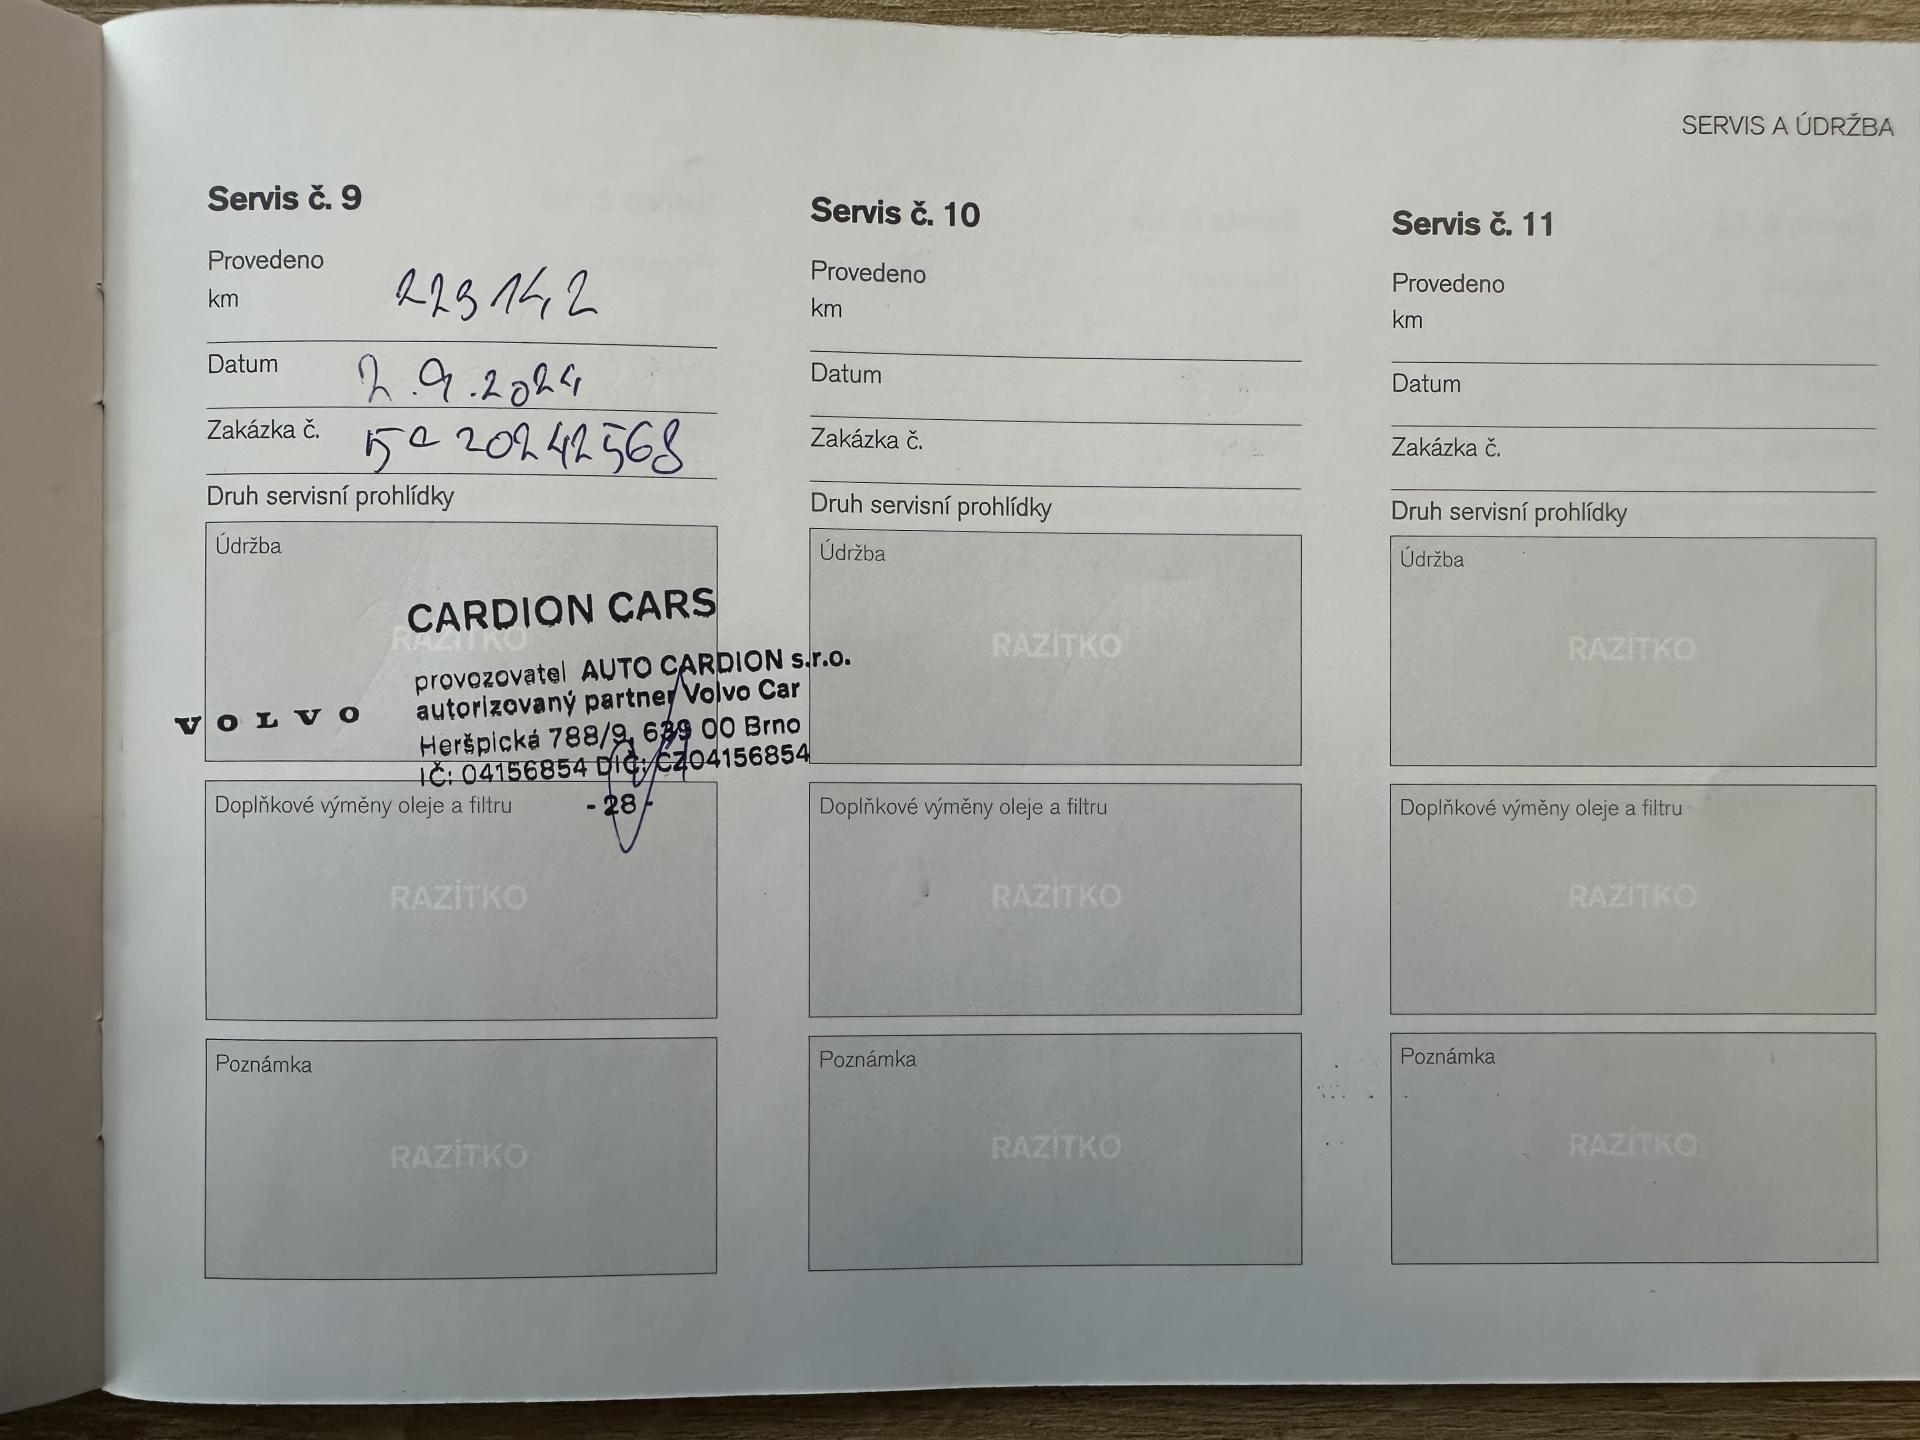 SERVIS A ÚDRŽBA
Servis č. 9
Provedeno
km 223142
Datum 2.9.2024
Zakázka č. 20242568
Druh servisní prohlídky
Údržba
RAZÍTKO
CARDION CARS
provozovatel AUTO CARDION s.r.o.
autorizovaný partner Volvo Car
VOLVO
Heršpická 788/9, 639 00 Brno
IČ: 04156854 DIČ: CZ04156854
- 28 -
Doplňkové výměny oleje a filtru
RAZÍTKO
Poznámka
RAZÍTKO
Servis č. 10
Provedeno
km
Datum
Zakázka č.
Druh servisní prohlídky
Údržba
RAZÍTKO
Doplňkové výměny oleje a filtru
RAZÍTKO
Poznámka
RAZÍTKO
Servis č. 11
Provedeno
km
Datum
Zakázka č.
Druh servisní prohlídky
Údržba
RAZÍTKO
Doplňkové výměny oleje a filtru
RAZÍTKO
Poznámka
RAZÍTKO